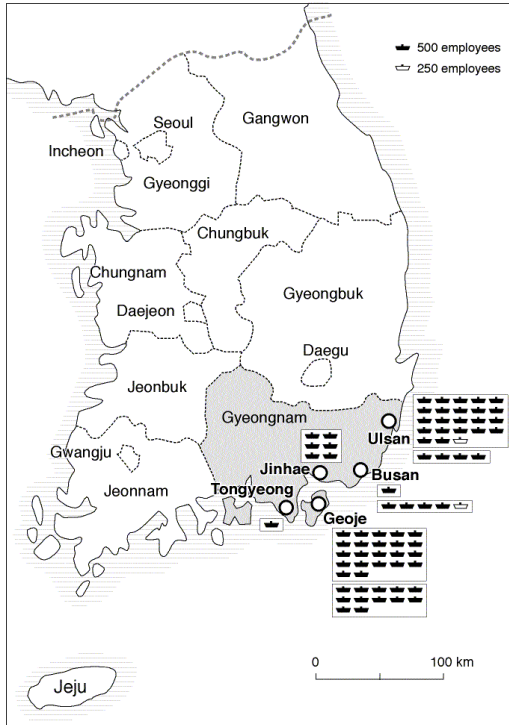 500 employees
250 employees
Seoul
Gangwon
Incheon
Gyeonggi
Chungbuk
Chungnam
Gyeongbuk
Daejeon
Daegu
Jeonbuk
Gyeongnam
Ulsan
Gwangju
Jinhae
Busan
Jeonnam
Tongyeong
Geoje
0 100 km
Jeju